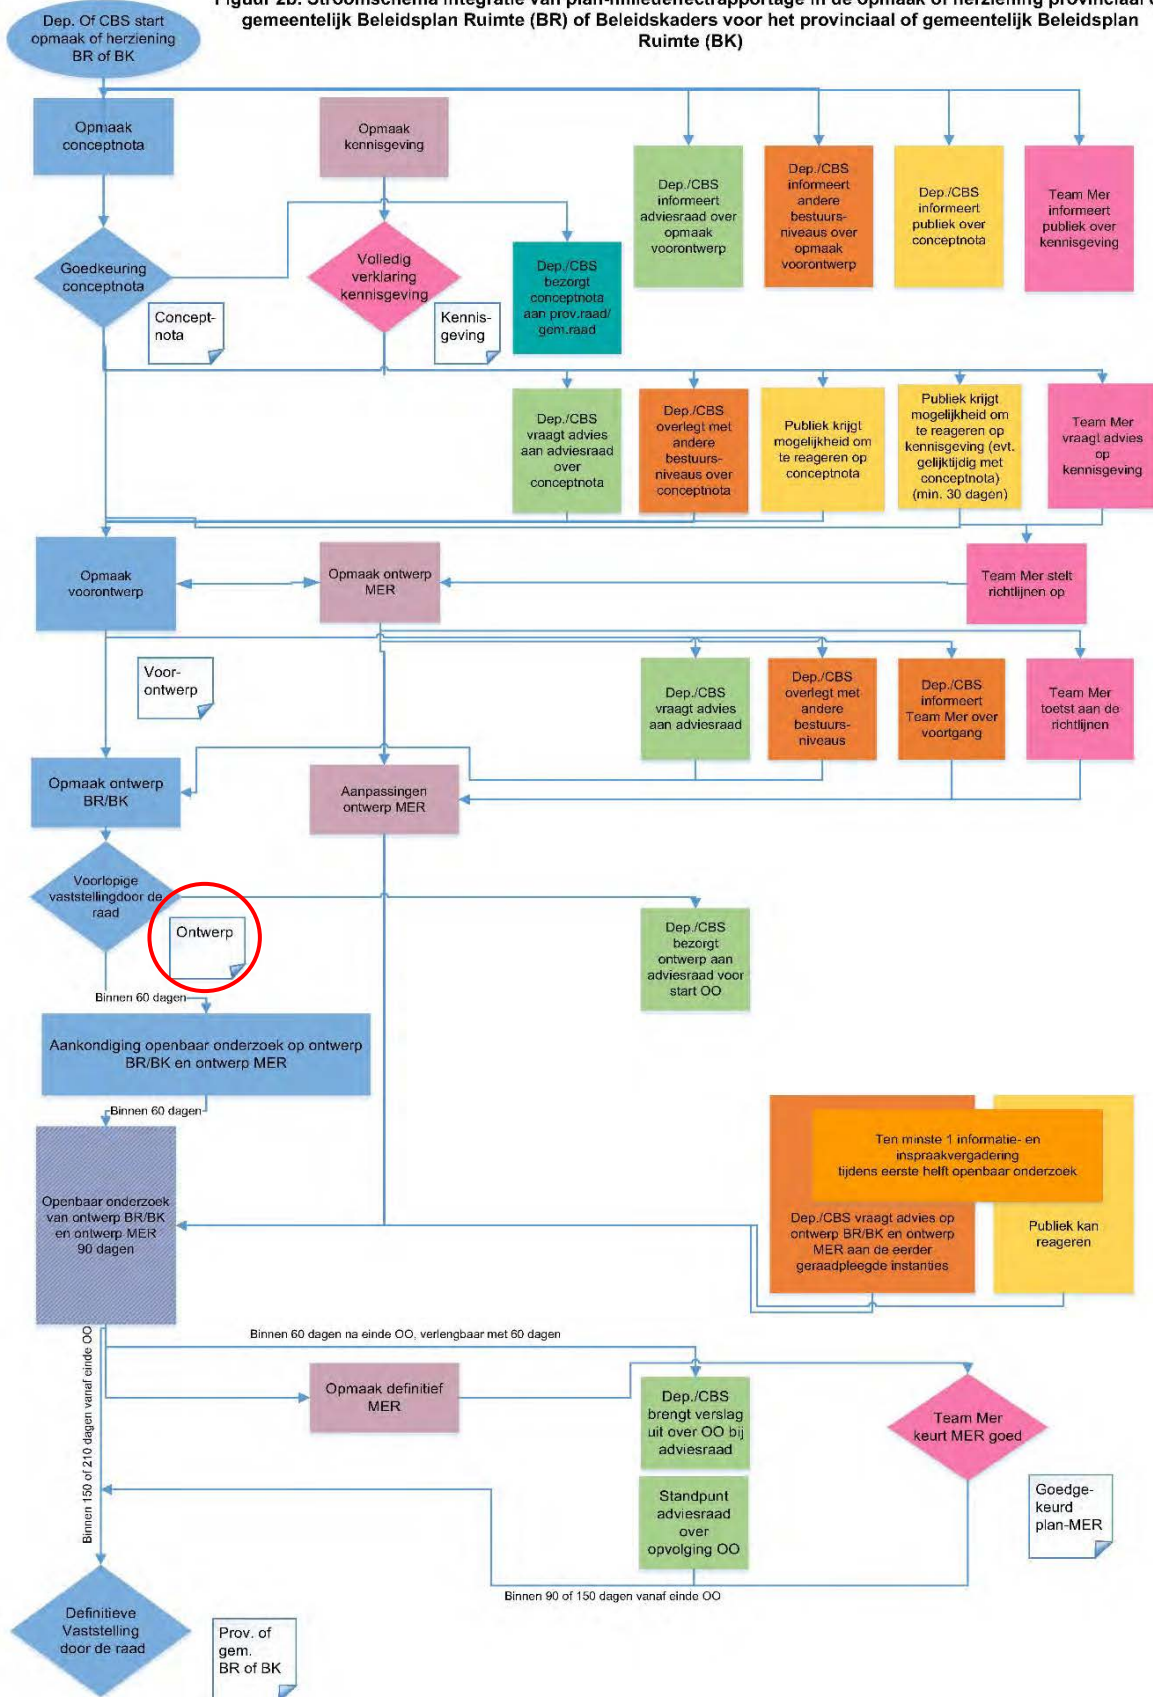 Figuur 2b: Stroomschema integratie van plan-milieueffectrapportage in de opmaak of herziening provinciaal
gemeentelijk Beleidsplan Ruimte (BR) of Beleidskaders voor het provinciaal of gemeentelijk Beleidsplan
Ruimte (BK)
Dep. Of CBS start
opmaak of herziening
BR of BK
Opmaak
conceptnota
Opmaak
kennisgeving
Dep./CBS
informeert
adviesraad over
opmaak
voorontwerp
Dep./CBS
informeert
andere
bestuurs-
niveaus over
opmaak
voorontwerp
Dep./CBS
informeert
publiek over
conceptnota
Team Mer
informeert
publiek over
kennisgeving
Goedkeuring
conceptnota
Volledig
verklaring
kennisgeving
Dep./CBS
bezorgt
conceptnota
aan prov.raad/
gem.raad
Concept-
nota
Kennis-
geving
Dep./CBS
vraagt advies
aan adviesraad
over
conceptnota
Dep./CBS
overlegt met
andere
bestuurs-
niveaus over
conceptnota
Publiek krijgt
mogelijkheid om
te reageren op
conceptnota
Publiek krijgt
mogelijkheid om
te reageren op
kennisgeving (evt.
gelijktijdig met
conceptnota)
(min. 30 dagen)
Team Mer
vraagt advies
op
kennisgeving
Opmaak
voorontwerp
Opmaak ontwerp
MER
Team Mer stelt
richtlijnen op
Voor-
ontwerp
Dep./CBS
vraagt advies
aan adviesraad
Dep./CBS
overlegt met
andere
bestuurs-
niveaus
Dep./CBS
informeert
Team Mer over
voortgang
Team Mer
toetst aan de
richtlijnen
Opmaak ontwerp
BR/BK
Aanpassingen
ontwerp MER
Voorlopige
vaststellingdoor de
raad
Ontwerp
Dep./CBS
bezorgt
ontwerp aan
adviesraad voor
start OO
Binnen 60 dagen
Aankondiging openbaar onderzoek op ontwerp
BR/BK en ontwerp MER
Binnen 60 dagen
Openbaar onderzoek
van ontwerp BR/BK
en ontwerp MER
90 dagen
Ten minste 1 informatie- en
inspraakvergadering
tijdens eerste helft openbaar onderzoek
Dep./CBS vraagt advies op
ontwerp BR/BK en ontwerp
MER aan de eerder
geraadpleegde instanties
Publiek kan
reageren
Binnen 60 dagen na einde OO, verlengbaar met 60 dagen
Binnen 150 of 210 dagen vanaf einde OO
Opmaak definitief
MER
Dep./CBS
brengt verslag
uit over OO bij
adviesraad
Team Mer
keurt MER goed
Standpunt
adviesraad
over
opvolging OO
Goedge-
keurd
plan-MER
Binnen 90 of 150 dagen vanaf einde OO
Definitieve
Vaststelling
door de raad
Prov. of
gem.
BR of BK